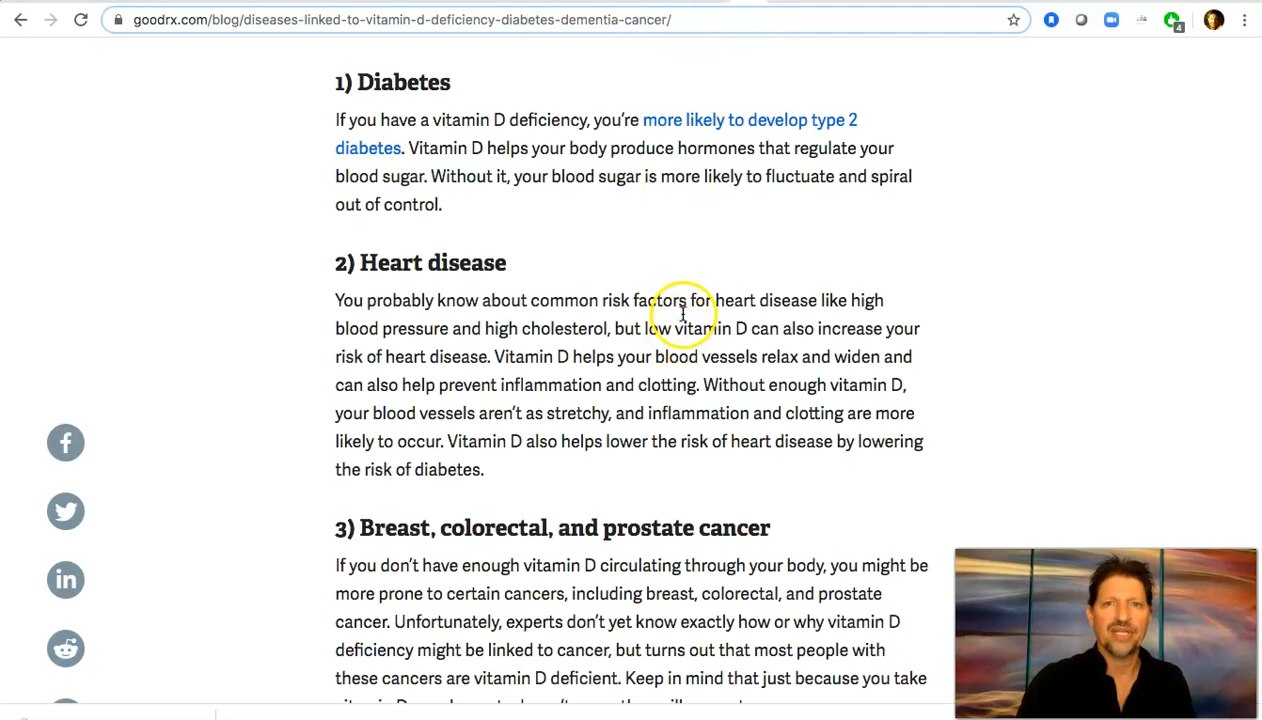 goodrx.com/blog/diseases-linked-to-vitamin-d-deficiency-diabetes-dementia-cancer/
4
1) Diabetes
If you have a vitamin D deficiency, you're more likely to develop type 2
diabetes. Vitamin D helps your body produce hormones that regulate your
blood sugar. Without it, your blood sugar is more likely to fluctuate and spiral
out of control.
2) Heart disease
You probably know about common risk factors for heart disease like high
blood pressure and high cholesterol, but low vitamin D can also increase your
risk of heart disease. Vitamin D helps your blood vessels relax and widen and
can also help prevent inflammation and clotting. Without enough vitamin D,
your blood vessels aren't as stretchy, and inflammation and clotting are more
likely to occur. Vitamin D also helps lower the risk of heart disease by lowering
the risk of diabetes.
3) Breast, colorectal, and prostate cancer
If you don't have enough vitamin D circulating through your body, you might be
more prone to certain cancers, including breast, colorectal, and prostate
cancer. Unfortunately, experts don't yet know exactly how or why vitamin D
deficiency might be linked to cancer, but turns out that most people with
these cancers are vitamin D deficient. Keep in mind that just because you take